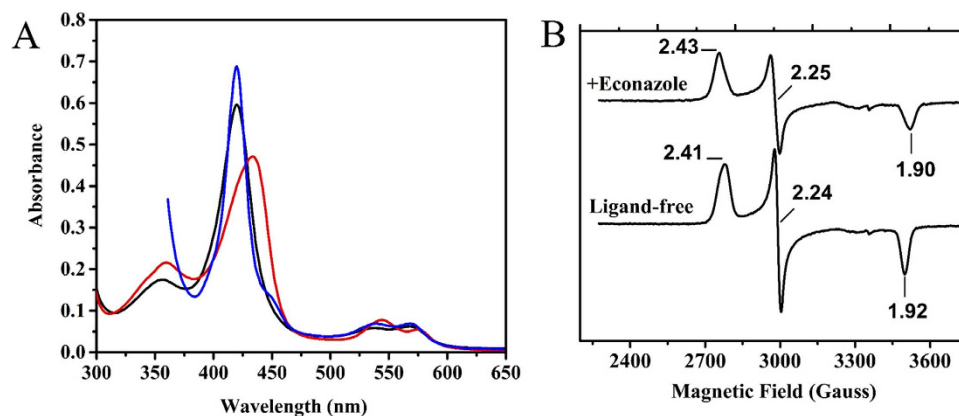 A
0.8
0.7
0.6
0.5
0.4
0.3
0.2
0.1
0.0
Absorbance
300 350 400 450 500 550 600 650
Wavelength (nm)
B
2.43
+Econazole
2.25
1.90
2.41
Ligand-free
2.24
1.92
2400 2700 3000 3300 3600
Magnetic Field (Gauss)